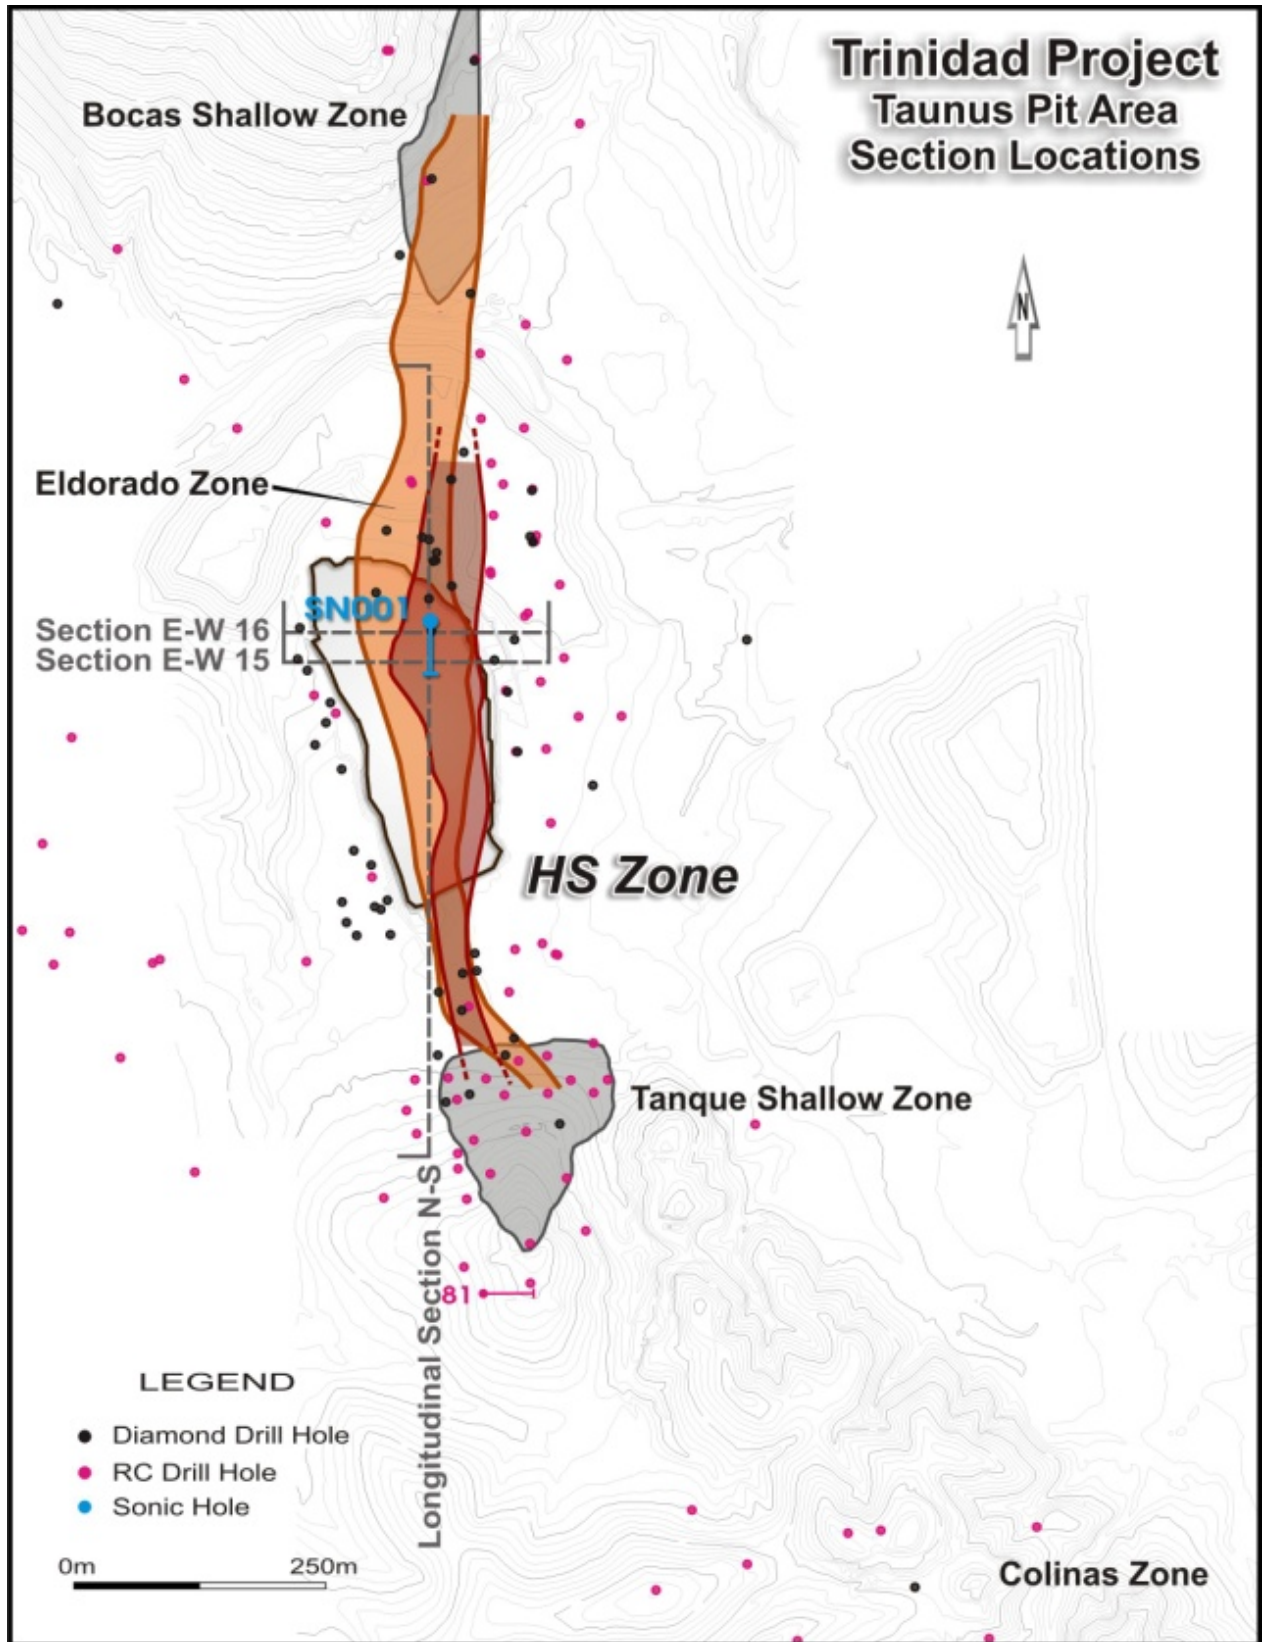 Trinidad Project
Taunus Pit Area
Section Locations
Bocas Shallow Zone
N
Eldorado Zone
SN001
Section E-W 16
Section E-W 15
HS Zone
Tanque Shallow Zone
81
Longitudinal Section N-S
LEGEND
Diamond Drill Hole
RC Drill Hole
Sonic Hole
0m 250m
Colinas Zone